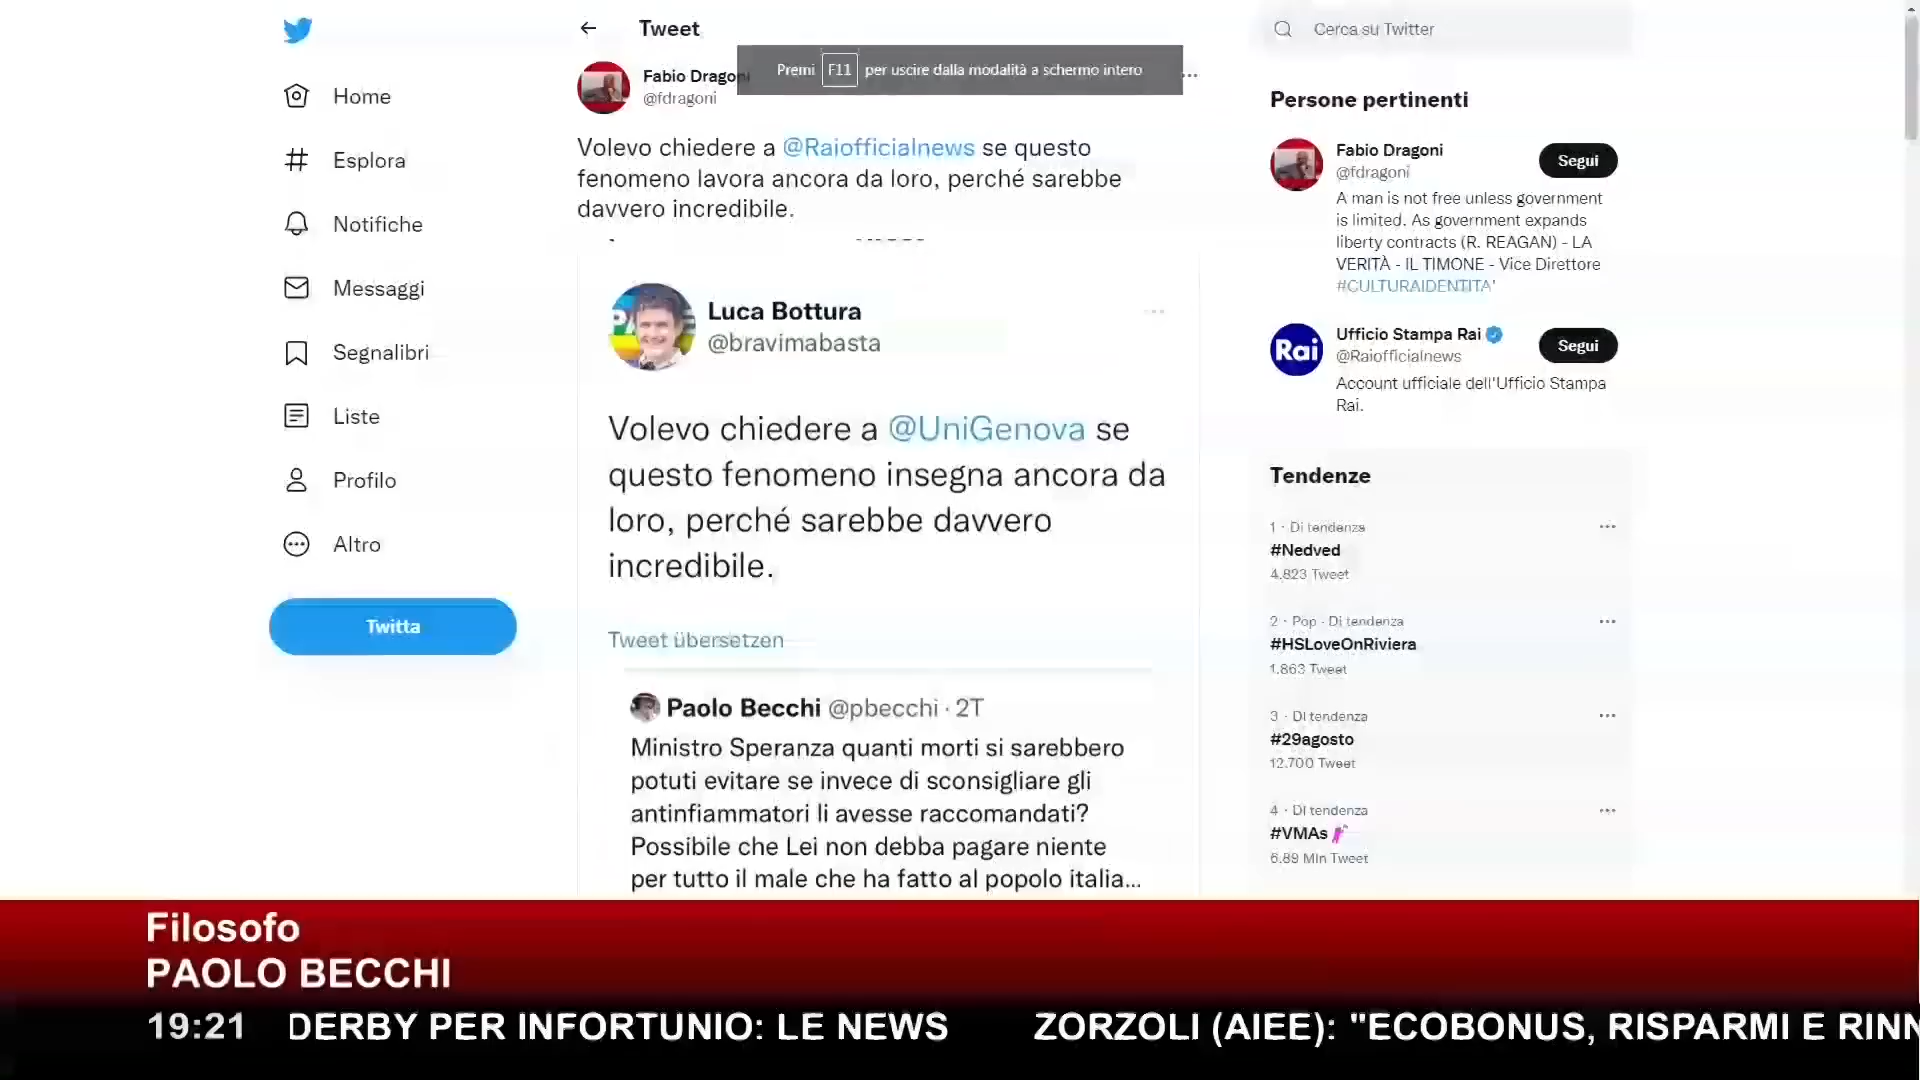 Home
Esplora
Notifiche
Messaggi
Segnalibri
Liste
Profilo
Altro
Twitta
Tweet
Fabio Dragoni
@fdragoni
Premi F11 per uscire dalla modalità a schermo intero
Volevo chiedere a @Raiofficialnews se questo
fenomeno lavora ancora da loro, perché sarebbe
davvero incredibile.
Luca Bottura
@bravimabasta
Volevo chiedere a @UniGenova se
questo fenomeno insegna ancora da
loro, perché sarebbe davvero
incredibile.
Tweet übersetzen
Paolo Becchi @pbecchi · 2T
Ministro Speranza quanti morti si sarebbero
potuti evitare se invece di sconsigliare gli
antinfiammatori li avesse raccomandati?
Possibile che Lei non debba pagare niente
per tutto il male che ha fatto al popolo italia...
Cerca su Twitter
Persone pertinenti
Fabio Dragoni
@fdragoni
Segui
A man is not free unless government
is limited. As government expands
liberty contracts (R. REAGAN) - LA
VERITÀ - IL TIMONE - Vice Direttore
#CULTURAIDENTITA'
Ufficio Stampa Rai
@Raiofficialnews
Segui
Rai
Account ufficiale dell'Ufficio Stampa
Rai.
Tendenze
1 · Di tendenza
#Nedved
4.823 Tweet
2 · Pop · Di tendenza
#HSLoveOnRiviera
1.863 Tweet
3 · Di tendenza
#29agosto
12.700 Tweet
4 · Di tendenza
#VMAs
6.89 Mln Tweet
Filosofo
PAOLO BECCHI
19:21 DERBY PER INFORTUNIO: LE NEWS ZORZOLI (AIEE): "ECOBONUS, RISPARMI E RINN